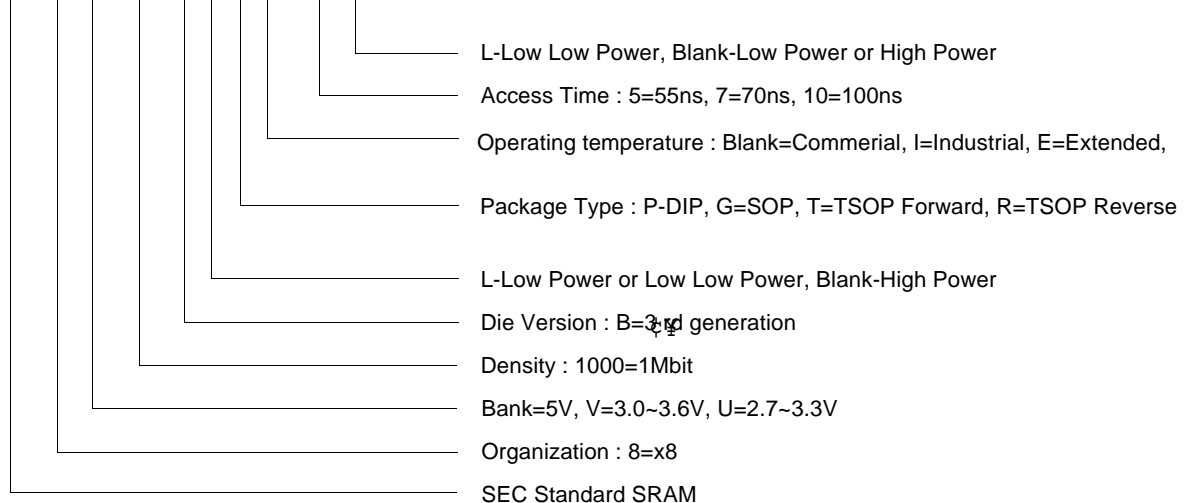 L-Low Low Power, Blank-Low Power or High Power
Access Time : 5=55ns, 7=70ns, 10=100ns
Operating temperature : Blank=Commerial, I=Industrial, E=Extended,
Package Type : P-DIP, G=SOP, T=TSOP Forward, R=TSOP Reverse
L-Low Power or Low Low Power, Blank-High Power
Die Version : B=3 rd generation
Density : 1000=1Mbit
Bank=5V, V=3.0~3.6V, U=2.7~3.3V
Organization : 8=x8
SEC Standard SRAM